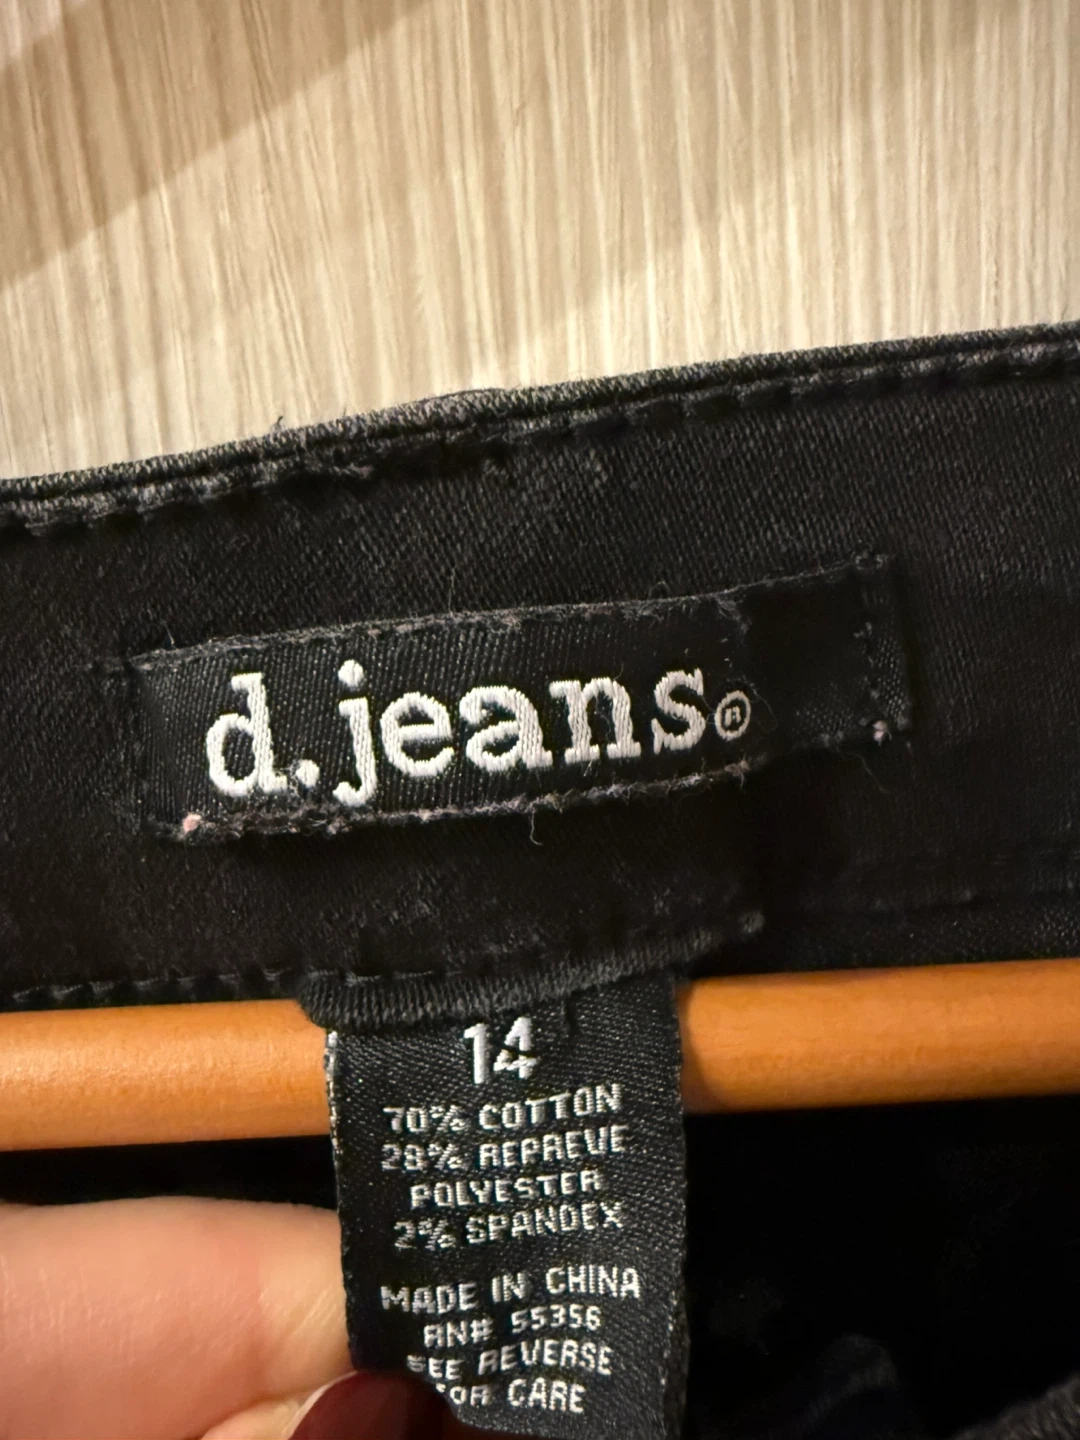 d.jeans®
14
70% COTTON
28% REPREVE
POLYESTER
2% SPANDEX
MADE IN CHINA
RN# 55356
SEE REVERSE
FOR CARE